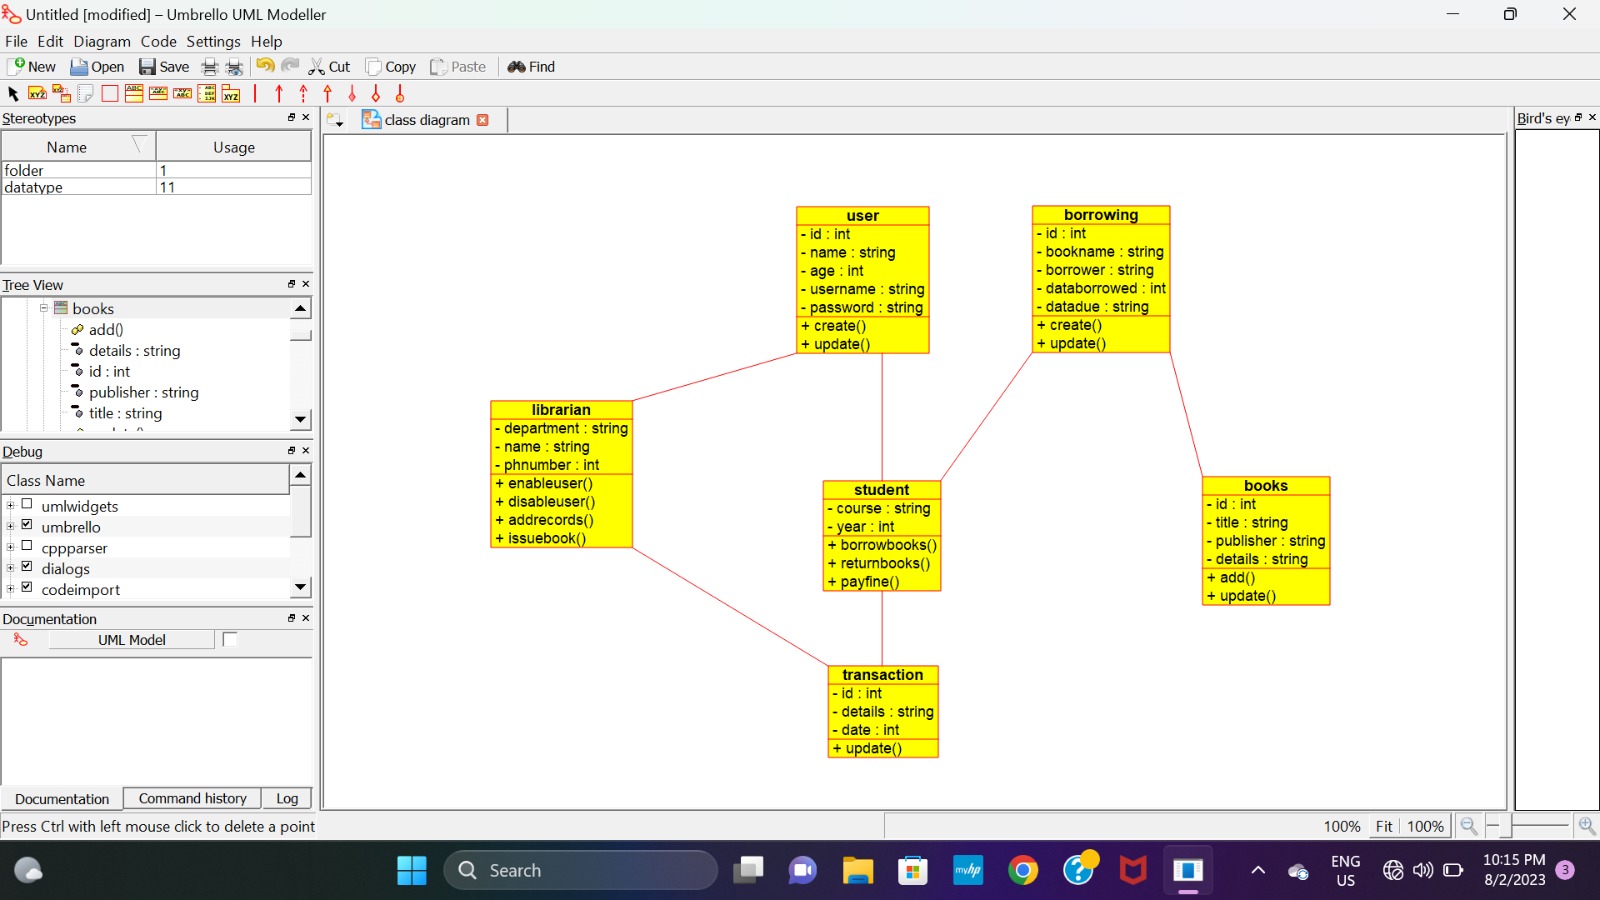 Untitled [modified] – Umbrello UML Modeller
File Edit Diagram Code Settings Help
New Open Save Cut Copy Paste Find
Stereotypes
Name Usage
folder 1
datatype 11
Tree View
books
add()
details : string
id : int
publisher : string
title : string
Debug
Class Name
umlwidgets
umbrello
cppparser
dialogs
codeimport
Documentation
UML Model
Documentation Command history Log
Press Ctrl with left mouse click to delete a point
class diagram
user
- id : int
- name : string
- age : int
- username : string
- password : string
+ create()
+ update()
borrowing
- id : int
- bookname : string
- borrower : string
- databorrowed : int
- datadue : string
+ create()
+ update()
librarian
- department : string
- name : string
- phnumber : int
+ enableuser()
+ disableuser()
+ addrecords()
+ issuebook()
student
- course : string
- year : int
+ borrowbooks()
+ returnbooks()
+ payfine()
books
- id : int
- title : string
- publisher : string
- details : string
+ add()
+ update()
transaction
- id : int
- details : string
- date : int
+ update()
Bird's ey
100% Fit 100%
Search
myhp
ENG
US
10:15 PM
8/2/2023
3